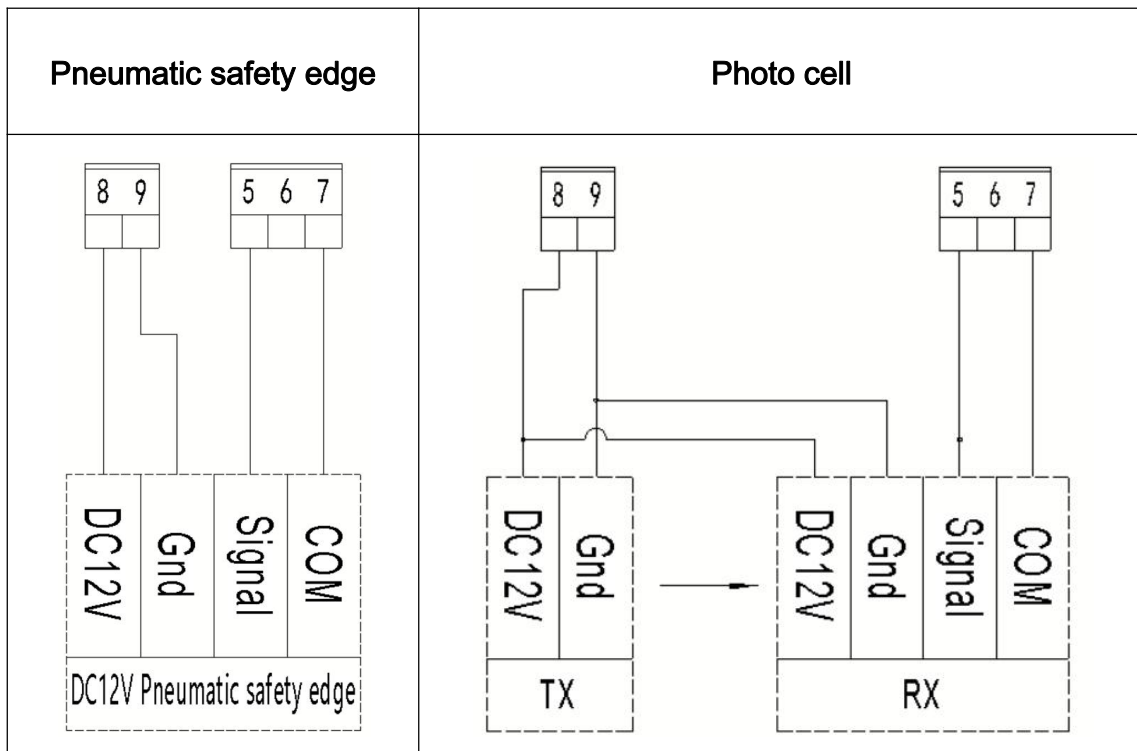 Pneumatic safety edge
Photo cell
8 9
5 6 7
8 9
5 6 7
DC12V
Gnd
Signal
COM
DC12V Pneumatic safety edge
DC12V
Gnd
TX
DC12V
Gnd
Signal
COM
RX